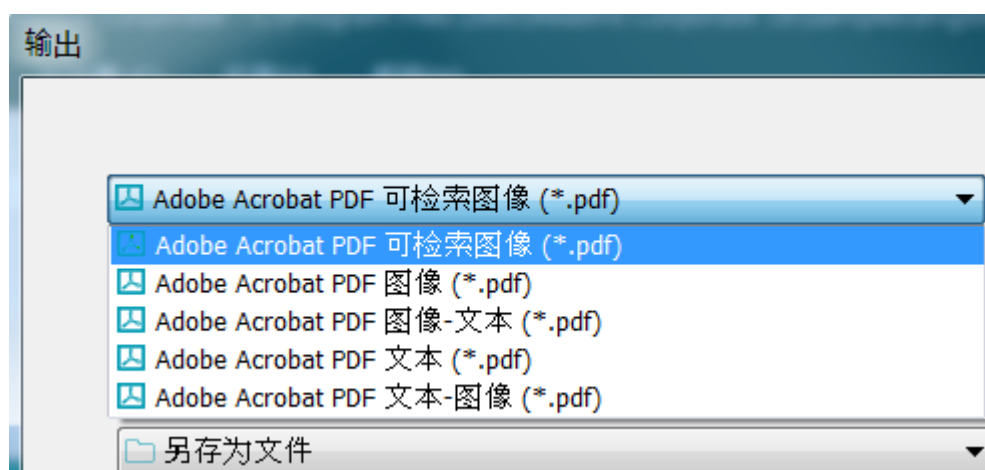 输出
Adobe Acrobat PDF 可检索图像 (*.pdf)
Adobe Acrobat PDF 可检索图像 (*.pdf)
Adobe Acrobat PDF 图像 (*.pdf)
Adobe Acrobat PDF 图像-文本 (*.pdf)
Adobe Acrobat PDF 文本 (*.pdf)
Adobe Acrobat PDF 文本-图像 (*.pdf)
另存为文件